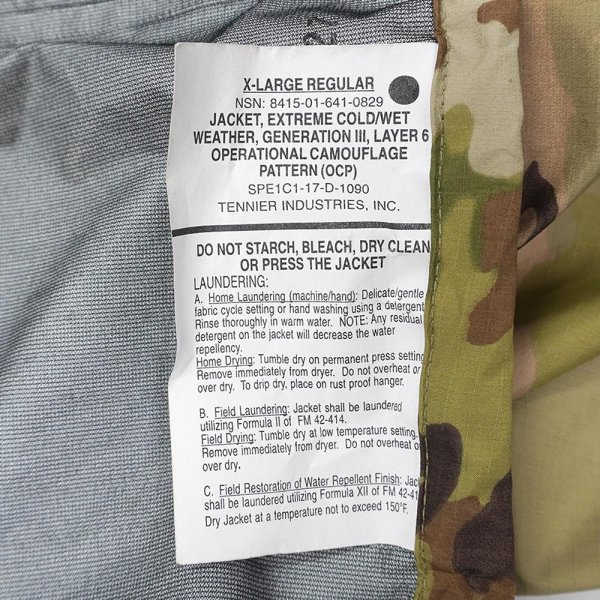 27
X-LARGE REGULAR
NSN: 8415-01-641-0829
JACKET, EXTREME COLD/WET
WEATHER, GENERATION III, LAYER 6
OPERATIONAL CAMOUFLAGE
PATTERN (OCP)
SPE1C1-17-D-1090
TENNIER INDUSTRIES, INC.
DO NOT STARCH, BLEACH, DRY CLEAN
OR PRESS THE JACKET
LAUNDERING:
A. Home Laundering (machine/hand): Delicate/gentle
fabric cycle setting or hand washing using a detergent
Rinse thoroughly in warm water. NOTE: Any residual
detergent on the jacket will decrease the water
repellency.
Home Drying: Tumble dry on permanent press setting
Remove immediately from dryer. Do not overheat or
over dry. To drip dry, place on rust proof hanger.
B. Field Laundering: Jacket shall be laundered
utilizing Formula II of FM 42-414.
Field Drying: Tumble dry at low temperature setting.
Remove immediately from dryer. Do not overheat or
over dry.
C. Field Restoration of Water Repellent Finish: Jack
shall be laundered utilizing Formula XII of FM 42-414
Dry Jacket at a temperature not to exceed 150°F.